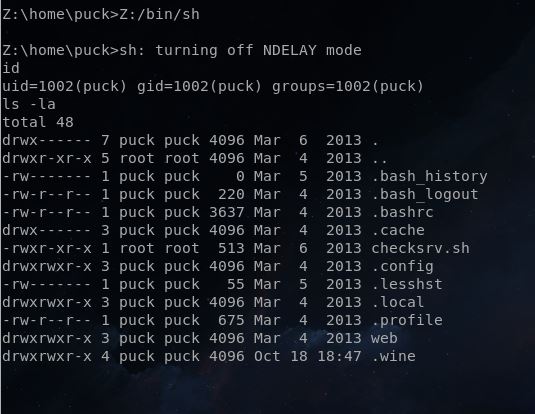 Z:\home\puck>Z:/bin/sh
Z:\home\puck>sh: turning off NDELAY mode
id
uid=1002(puck) gid=1002(puck) groups=1002(puck)
ls -la
total 48
drwx------ 7 puck puck 4096 Mar  6  2013 .
drwxr-xr-x 5 root root 4096 Mar  4  2013 ..
-rw------- 1 puck puck    0 Mar  5  2013 .bash_history
-rw-r--r-- 1 puck puck  220 Mar  4  2013 .bash_logout
-rw-r--r-- 1 puck puck 3637 Mar  4  2013 .bashrc
drwx------ 3 puck puck 4096 Mar  4  2013 .cache
-rwxr-xr-x 1 root root  513 Mar  6  2013 checksrv.sh
drwxrwxr-x 3 puck puck 4096 Mar  4  2013 .config
-rw------- 1 puck puck   55 Mar  5  2013 .lesshst
drwxrwxr-x 3 puck puck 4096 Mar  4  2013 .local
-rw-r--r-- 1 puck puck  675 Mar  4  2013 .profile
drwxrwxr-x 3 puck puck 4096 Mar  4  2013 web
drwxrwxr-x 4 puck puck 4096 Oct 18 18:47 .wine